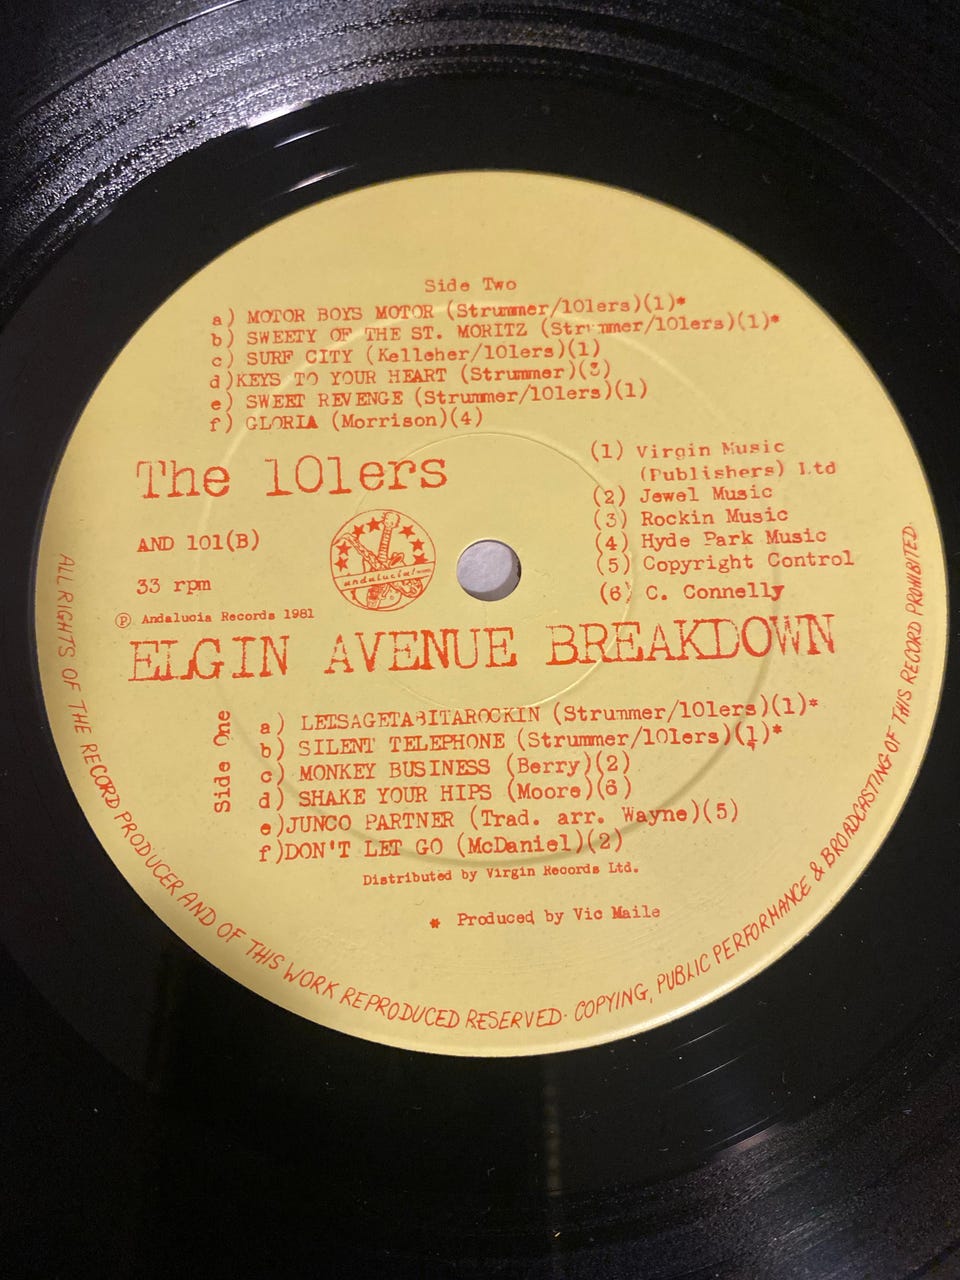 Side Two
a) MOTOR BOYS MOTOR (Strummer/101ers)(1)*
b) SWEETY OF THE ST. MORITZ (Strummer/101ers)(1)*
c) SURF CITY (Kelleher/101ers)(1)
d)KEYS TO YOUR HEART (Strummer)(3)
e) SWEET REVENGE (Strummer/101ers)(1)
f) GLORIA (Morrison)(4)
The 101ers
AND 101(B)
33 rpm
℗ Andalucia Records 1981
andalucia! records
(1) Virgin Music
(Publishers) Ltd
(2) Jewel Music
(3) Rockin Music
(4) Hyde Park Music
(5) Copyright Control
(6) C. Connelly
ELGIN AVENUE BREAKDOWN
Side One
a) LETSAGETABITAROCKIN (Strummer/101ers)(1)*
b) SILENT TELEPHONE (Strummer/101ers)(1)*
c) MONKEY BUSINESS (Berry)(2)
d) SHAKE YOUR HIPS (Moore)(6)
e)JUNCO PARTNER (Trad. arr. Wayne)(5)
f)DON'T LET GO (McDaniel)(2)
Distributed by Virgin Records Ltd.
* Produced by Vic Maile
ALL RIGHTS OF THE RECORD PRODUCER AND OF THIS WORK REPRODUCED RESERVED· COPYING, PUBLIC PERFORMANCE & BROADCASTING OF THIS RECORD PROHIBITED.